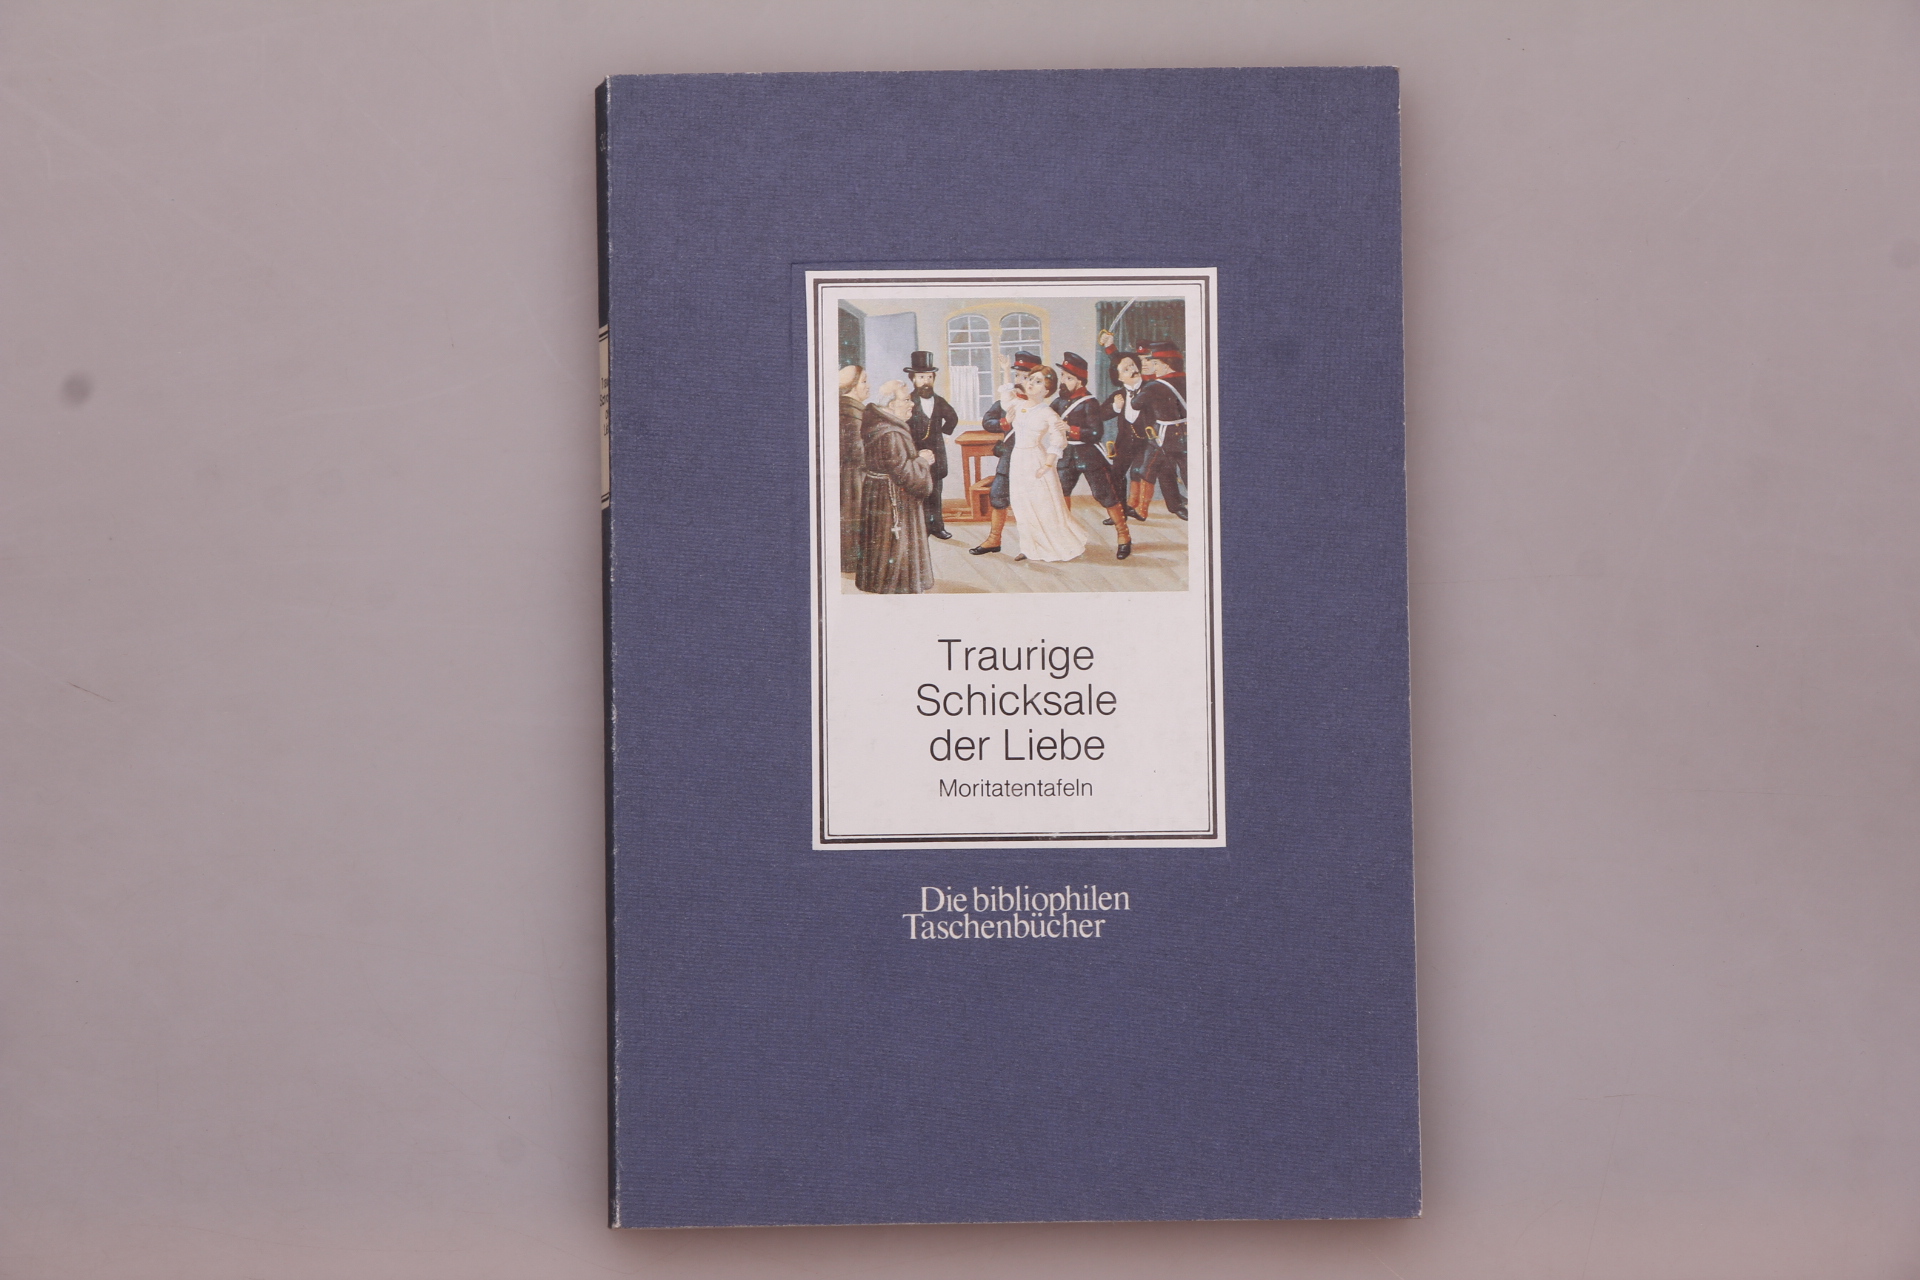 Traurige
Schicksale
der Liebe
Moritatentafeln
Die bibliophilen
Taschenbücher